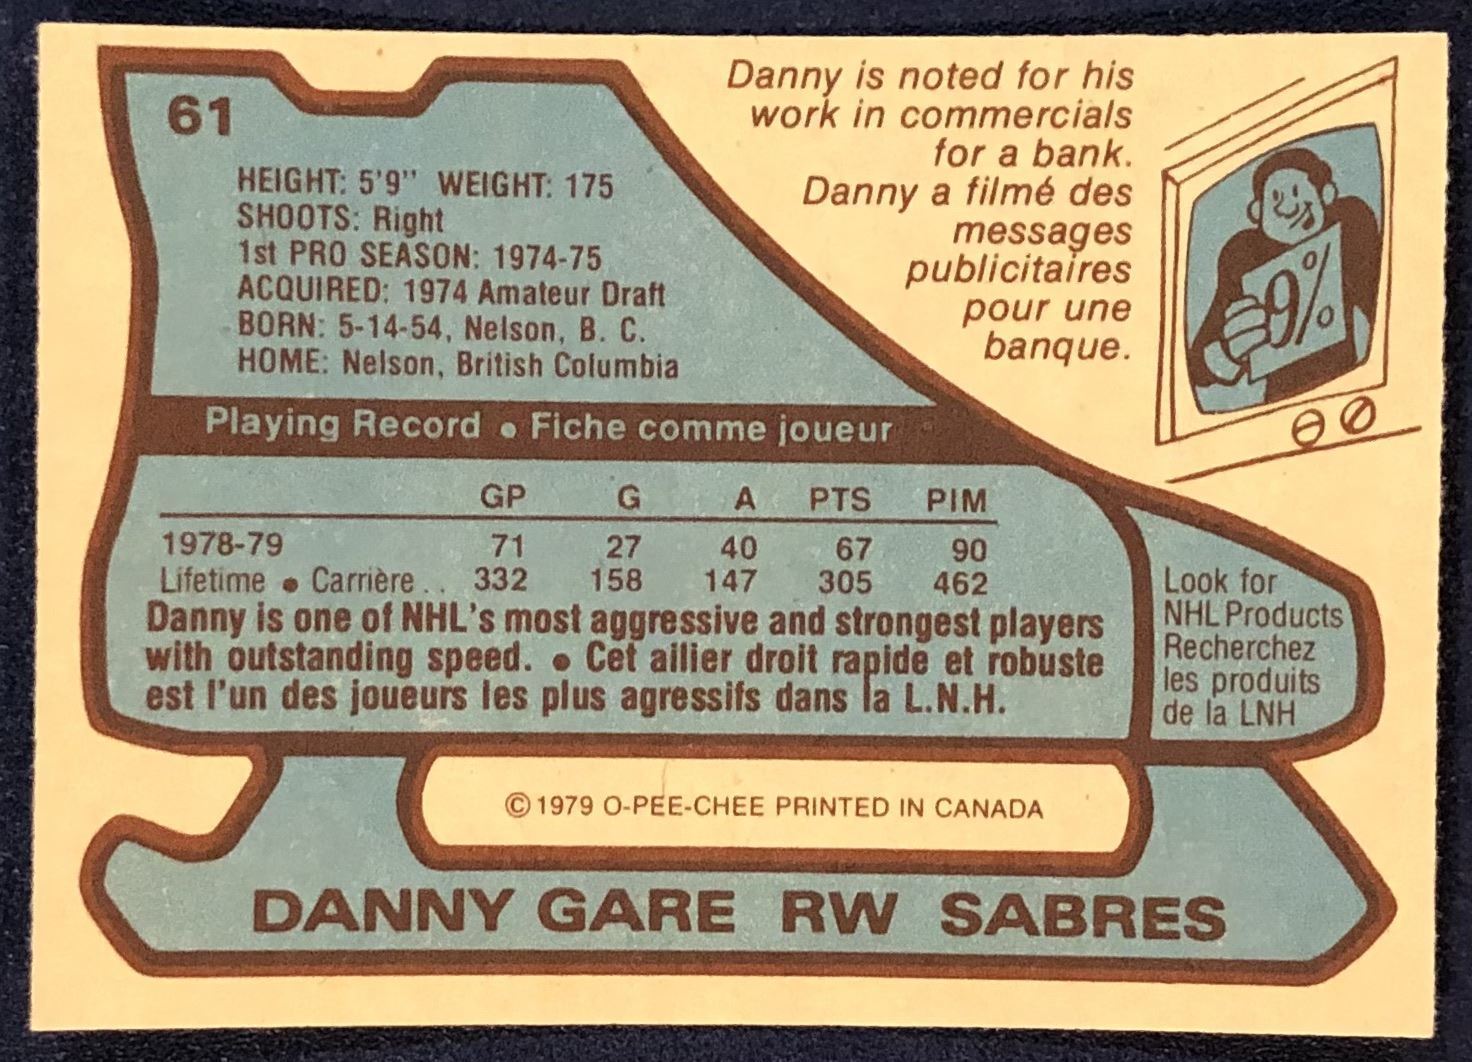 61
HEIGHT: 5'9" WEIGHT: 175
SHOOTS: Right
1st PRO SEASON: 1974-75
ACQUIRED: 1974 Amateur Draft
BORN: 5-14-54, Nelson, B. C.
HOME: Nelson, British Columbia
Danny is noted for his
work in commercials
for a bank.
Danny a filmé des
messages
publicitaires
pour une
banque.
9%
Playing Record • Fiche comme joueur
GP G A PTS PIM
1978-79 71 27 40 67 90
Lifetime • Carrière . . 332 158 147 305 462
Danny is one of NHL's most aggressive and strongest players
with outstanding speed. • Cet ailier droit rapide et robuste
est l'un des joueurs les plus agressifs dans la L.N.H.
Look for
NHL Products
Recherchez
les produits
de la LNH
©1979 O-PEE-CHEE PRINTED IN CANADA
DANNY GARE RW SABRES